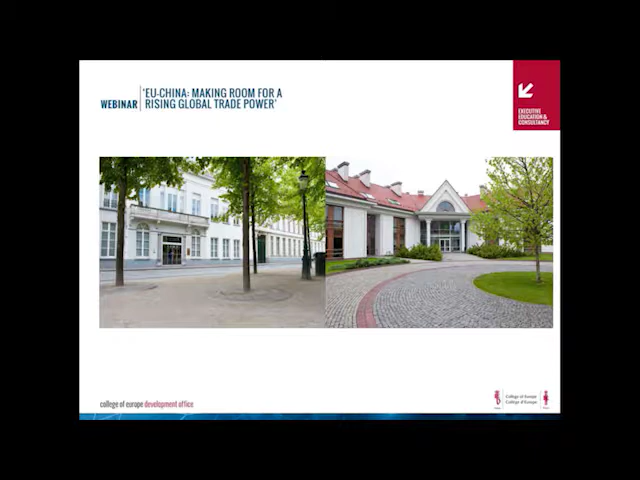 WEBINAR
'EU-CHINA: MAKING ROOM FOR A
RISING GLOBAL TRADE POWER'
EXECUTIVE
EDUCATION &
CONSULTANCY
college of europe development office
College of Europe
Collège d'Europe